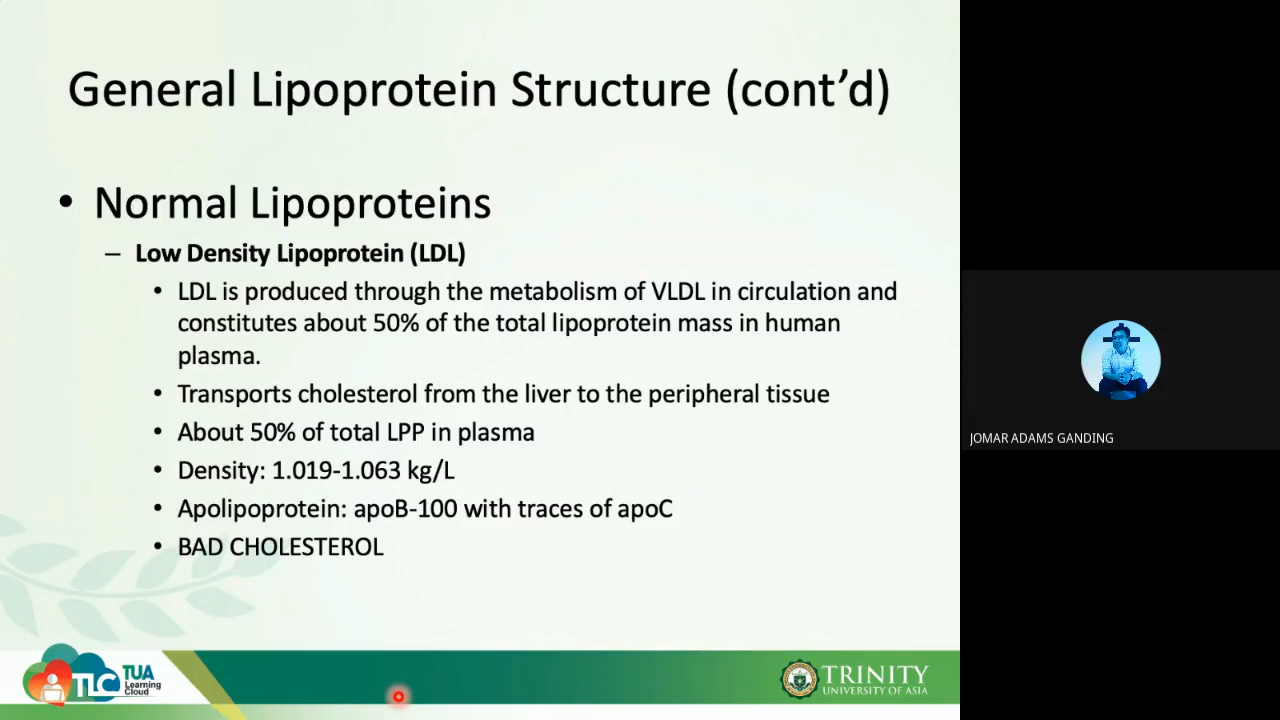 General Lipoprotein Structure (cont’d)
• Normal Lipoproteins
– Low Density Lipoprotein (LDL)
• LDL is produced through the metabolism of VLDL in circulation and
constitutes about 50% of the total lipoprotein mass in human
plasma.
• Transports cholesterol from the liver to the peripheral tissue
• About 50% of total LPP in plasma
• Density: 1.019-1.063 kg/L
• Apolipoprotein: apoB-100 with traces of apoC
• BAD CHOLESTEROL
JOMAR ADAMS GANDING
TLC TUA
Learning
Cloud
TRINITY
UNIVERSITY OF ASIA